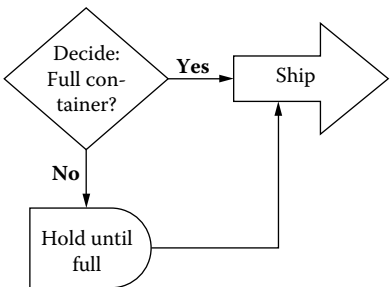 Decide:
Full con-
tainer?
Yes
Ship
No
Hold until
full